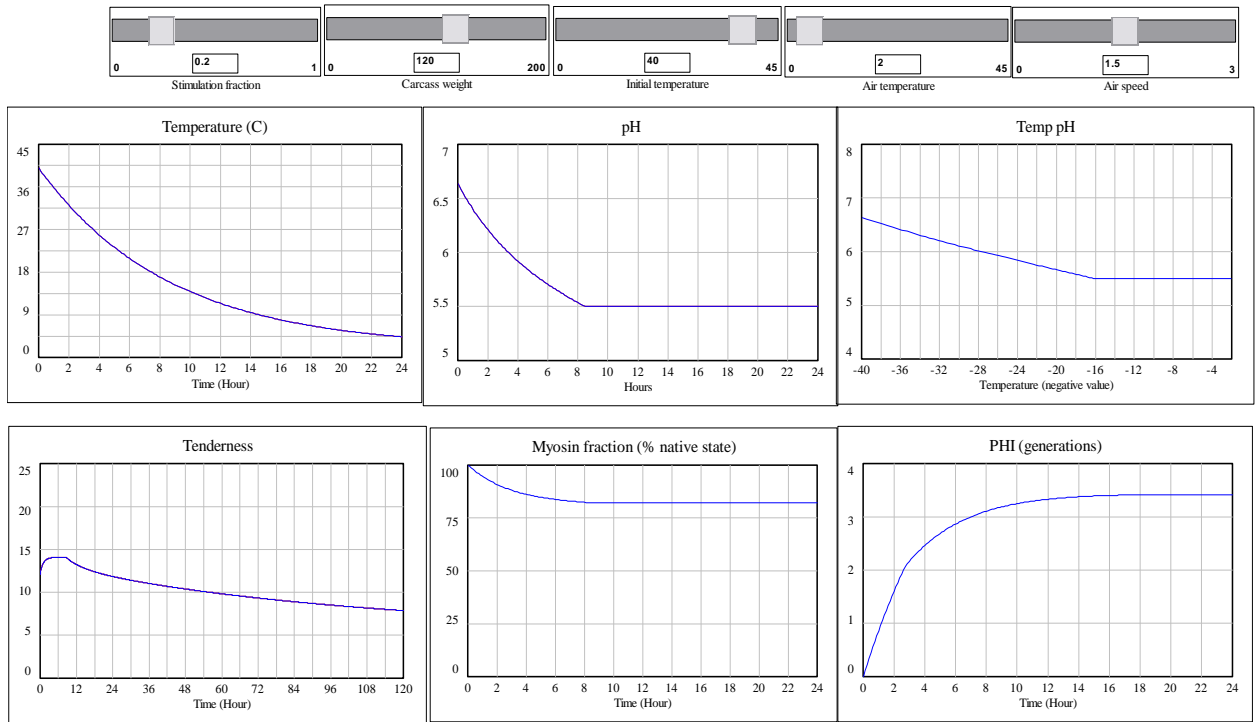 0.2 120 40 2 1.5
0 1 0 200 0 45 0 45 0 3
Stimulation fraction Carcass weight Initial temperature Air temperature Air speed
Temperature (C)
45
36
27
18
9
0
0 2 4 6 8 10 12 14 16 18 20 22 24
Time (Hour)
pH
7
6.5
6
5.5
5
0 2 4 6 8 10 12 14 16 18 20 22 24
Hours
Temp pH
8
7
6
5
4
-40 -36 -32 -28 -24 -20 -16 -12 -8 -4
Temperature (negative value)
Tenderness
25
20
15
10
5
0
0 12 24 36 48 60 72 84 96 108 120
Time (Hour)
Myosin fraction (% native state)
100
75
50
25
0
0 2 4 6 8 10 12 14 16 18 20 22 24
Time (Hour)
PHI (generations)
4
3
2
1
0
0 2 4 6 8 10 12 14 16 18 20 22 24
Time (Hour)